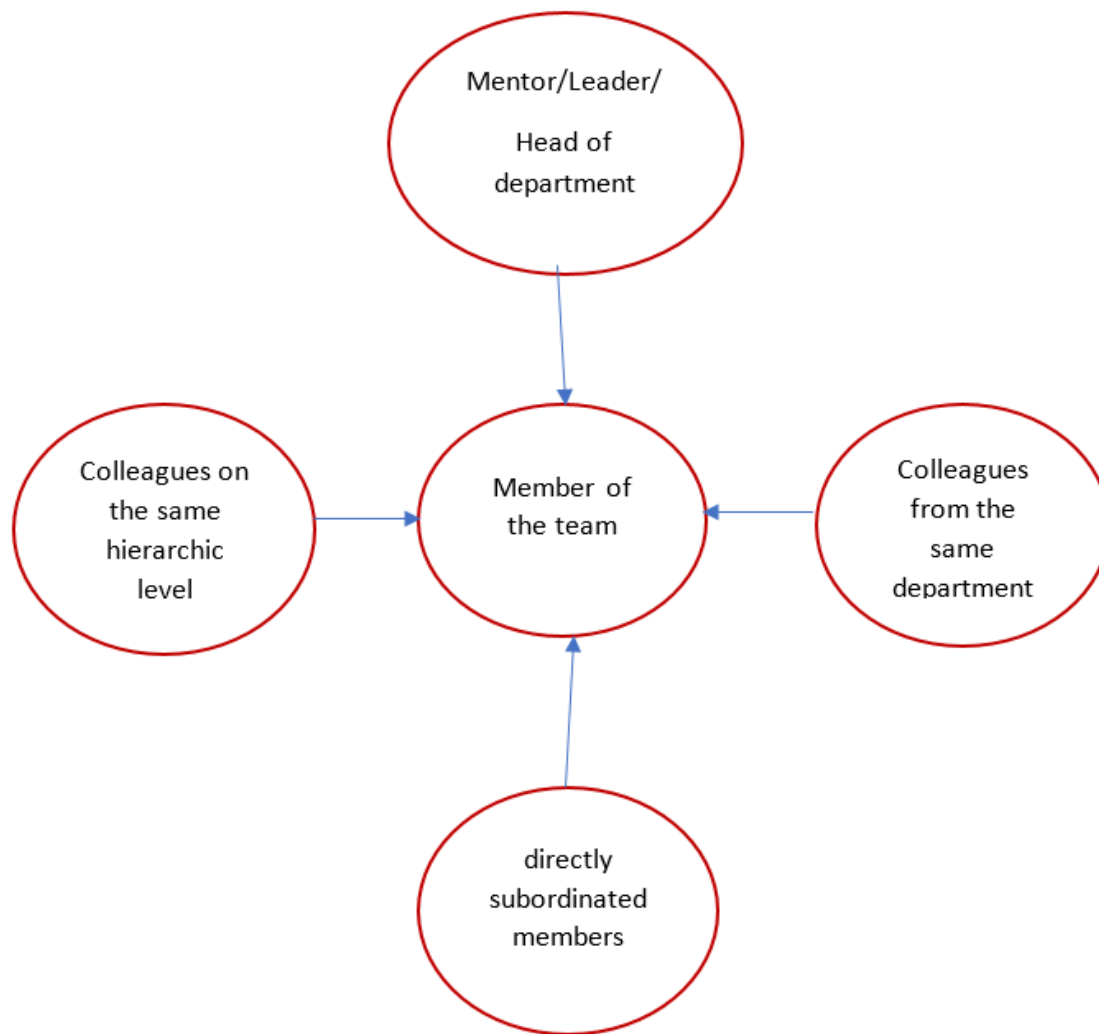 Mentor/Leader/
Head of
department
Colleagues on
the same
hierarchic
level
Member of
the team
Colleagues
from the
same
department
directly
subordinated
members